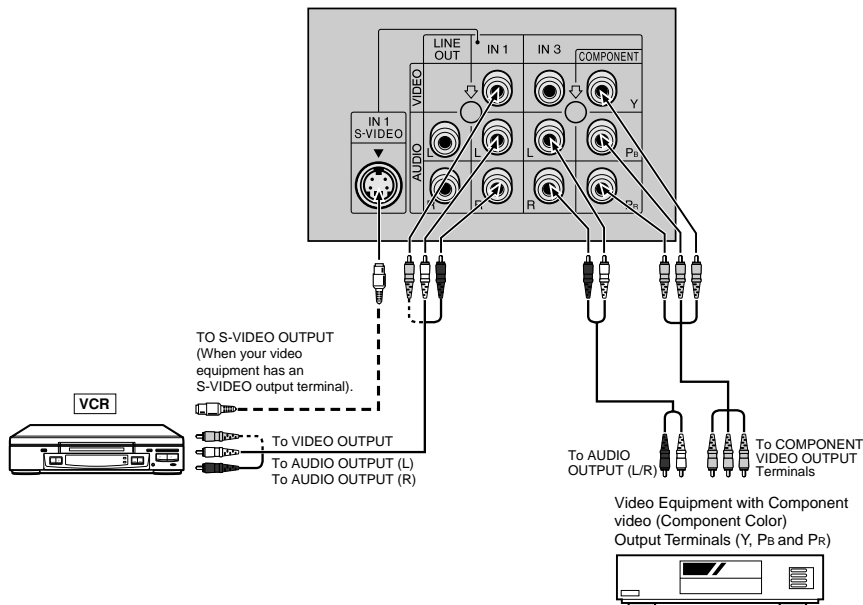 LINE
OUT
IN 1
IN 3
COMPONENT
VIDEO
Y
IN 1
S-VIDEO
AUDIO
L
L
L
PB
R
R
R
PR
TO S-VIDEO OUTPUT
(When your video
equipment has an
S-VIDEO output terminal).
VCR
To VIDEO OUTPUT
To AUDIO OUTPUT (L)
To AUDIO OUTPUT (R)
To AUDIO
OUTPUT (L/R)
To COMPONENT
VIDEO OUTPUT
Terminals
Video Equipment with Component
video (Component Color)
Output Terminals (Y, PB and PR)